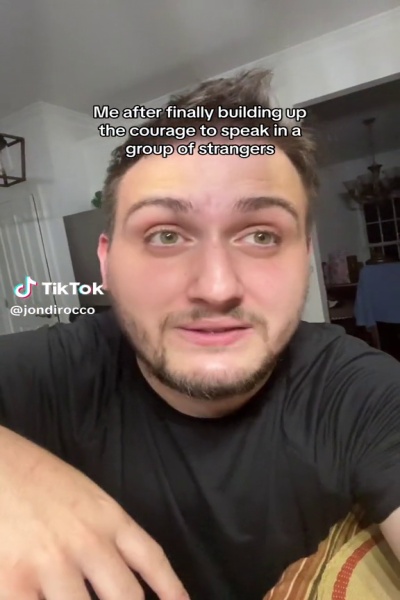 Me after finally building up
the courage to speak in a
group of strangers
TikTok
@jondirocco